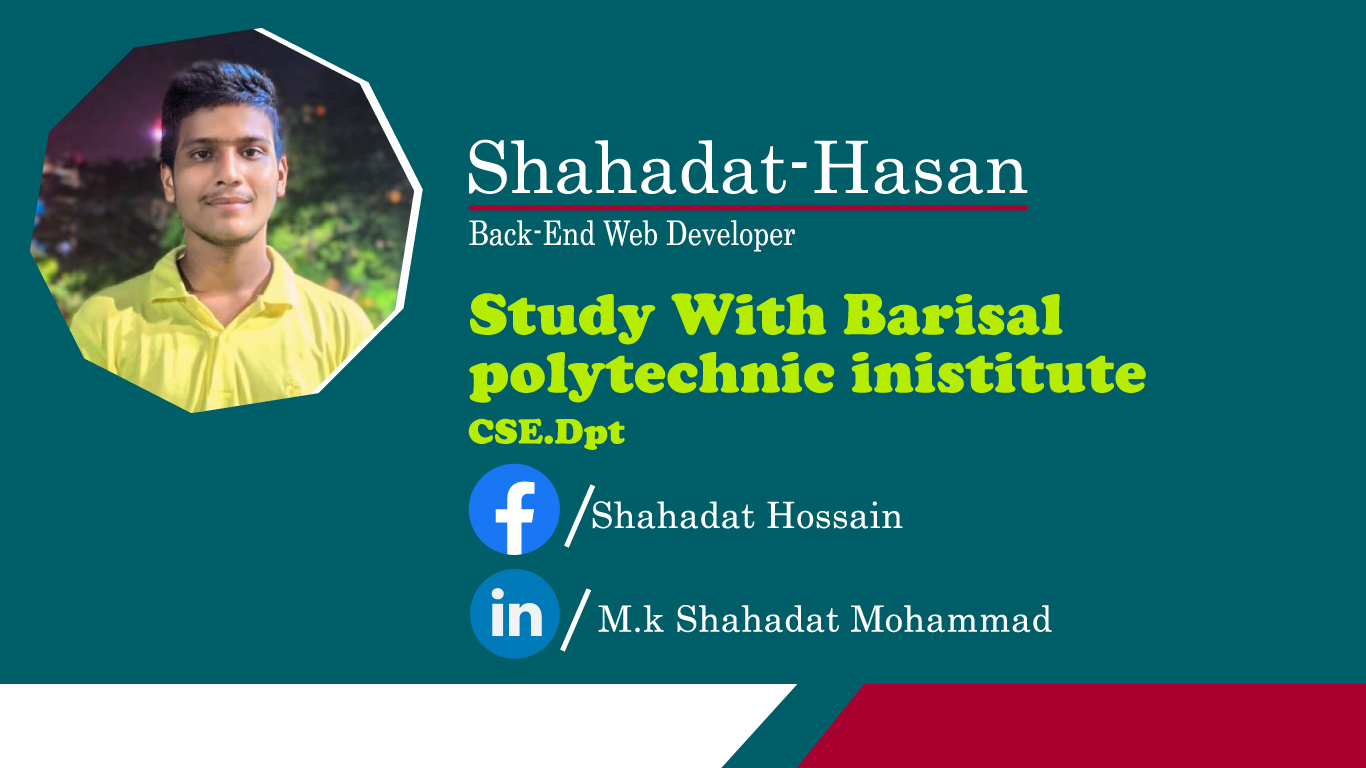 Shahadat-Hasan
Back-End Web Developer
Study With Barisal
polytechnic inistitute
CSE.Dpt
f/Shahadat Hossain
in/ M.k Shahadat Mohammad